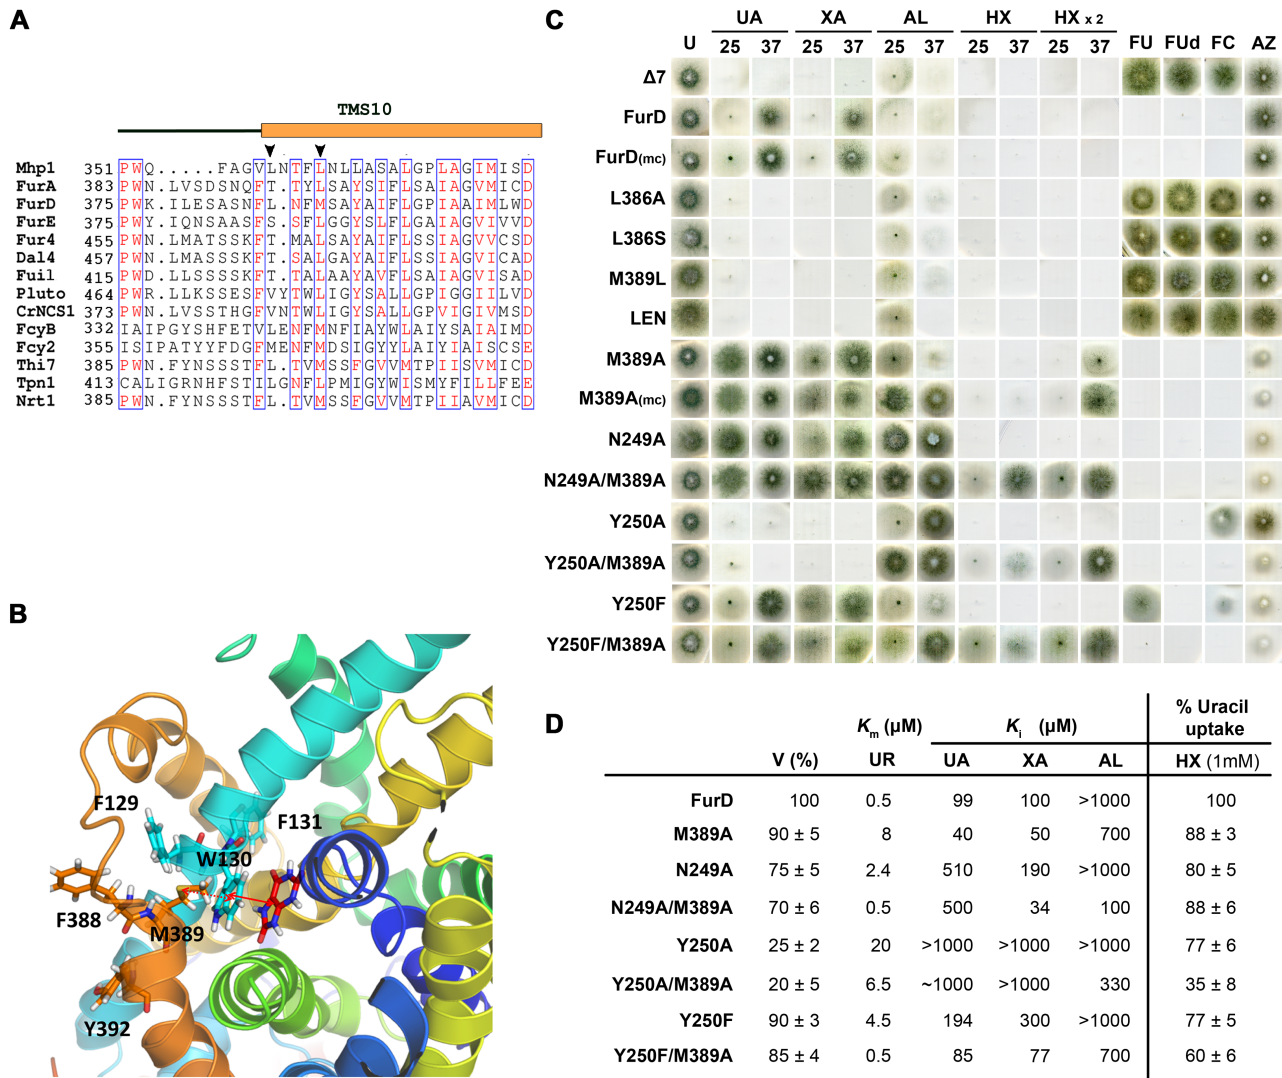 A
TMS10
Mhp1 351 PWQ.....FAGVLNTFLNLLASALGPLAGIMISD
FurA 383 PWN.LVSDSNQFTTYLSAYSIFLSAIAGVMICD
FurD 375 PWK.ILESASNFL.NFMSAYAIFLGPIAAIMLWD
FurE 375 PWY.IQNSAASFS.SFLGGYSLFLGAIAGVIVVD
Fur4 455 PWN.LMATSSKFT.MALSAYAIFLSSIAGVVCSD
Dal4 457 PWN.LMASSSKFT.SALGAYAIFLSSIAGVICAD
Fui1 415 PWD.LLSSSSKFTTALAAYAVFLSAIAGVISAD
Pluto 464 PWR.LLKSSESFVYTWLIGYSALLGPIGGIILVD
CrNCS1 373 PWN.LVSSTHGFVNTWLIGYSALLGPVIGIVMSD
FcyB 332 IAIPGYSHFETVLENFMNFIAYWLAIYSAIAIMD
Fcy2 355 ISIPATYYFDGFMENFMDSIGYYLAIYIAISCSE
Thi7 385 PWN.FYNSSSTFL.TVMSSFGVVMTPIISVMICD
Tpn1 413 CALIGRNHFSTILGNFLPMIGYWISMYFILLFEE
Nrt1 385 PWN.FYNSSSTFL.TVMSSFGVVMTPIIAVMICD
B
F129
F131
W130
F388
M389
Y392
C
UA XA AL HX HX x 2
U 25 37 25 37 25 37 25 37 25 37 FU FUd FC AZ
Δ7
FurD
FurD(mc)
L386A
L386S
M389L
LEN
M389A
M389A(mc)
N249A
N249A/M389A
Y250A
Y250A/M389A
Y250F
Y250F/M389A
D
Km (µM) Ki (µM) % Uracil uptake
V (%) UR UA XA AL HX (1mM)
FurD 100 0.5 99 100 >1000 100
M389A 90 ± 5 8 40 50 700 88 ± 3
N249A 75 ± 5 2.4 510 190 >1000 80 ± 5
N249A/M389A 70 ± 6 0.5 500 34 100 88 ± 6
Y250A 25 ± 2 20 >1000 >1000 >1000 77 ± 6
Y250A/M389A 20 ± 5 6.5 ~1000 >1000 330 35 ± 8
Y250F 90 ± 3 4.5 194 300 >1000 77 ± 5
Y250F/M389A 85 ± 4 0.5 85 77 700 60 ± 6